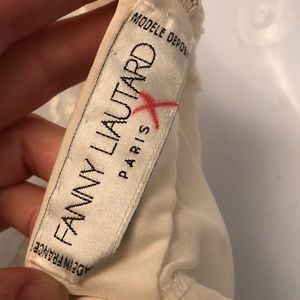 MODELE DEPOSE
FANNY LIAUTARD
PARIS
MADE IN FRANCE